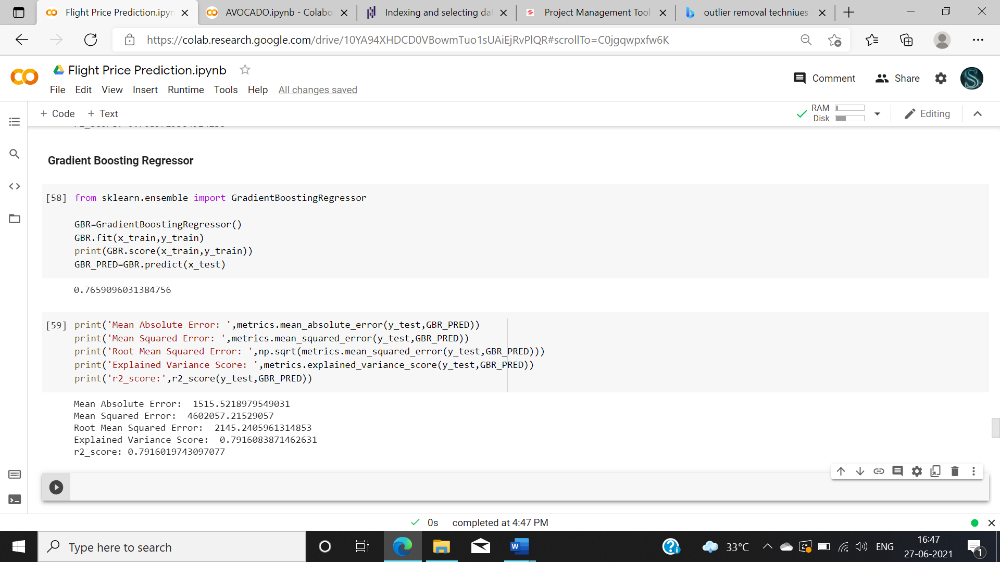 Flight Price Prediction.ipyn
AVOCADO.ipynb - Colabo
Indexing and selecting da
Project Management Tool
outlier removal techniues
https://colab.research.google.com/drive/10YA94XHDCD0VBowmTuo1sUAiEjRvPlQR#scrollTo=C0jgqwpxfw6K
Flight Price Prediction.ipynb
Comment
Share
File Edit View Insert Runtime Tools Help All changes saved
+ Code + Text
RAM
Disk
Editing
Gradient Boosting Regressor
[58] from sklearn.ensemble import GradientBoostingRegressor
GBR=GradientBoostingRegressor()
GBR.fit(x_train,y_train)
print(GBR.score(x_train,y_train))
GBR_PRED=GBR.predict(x_test)
0.7659096031384756
[59] print('Mean Absolute Error: ',metrics.mean_absolute_error(y_test,GBR_PRED))
print('Mean Squared Error: ',metrics.mean_squared_error(y_test,GBR_PRED))
print('Root Mean Squared Error: ',np.sqrt(metrics.mean_squared_error(y_test,GBR_PRED)))
print('Explained Variance Score: ',metrics.explained_variance_score(y_test,GBR_PRED))
print('r2_score:',r2_score(y_test,GBR_PRED))
Mean Absolute Error:  1515.5218979549031
Mean Squared Error:  4602057.21529057
Root Mean Squared Error:  2145.2405961314853
Explained Variance Score:  0.7916083871462631
r2_score: 0.7916019743097077
0s completed at 4:47 PM
Type here to search
33°C
ENG
16:47
27-06-2021
1